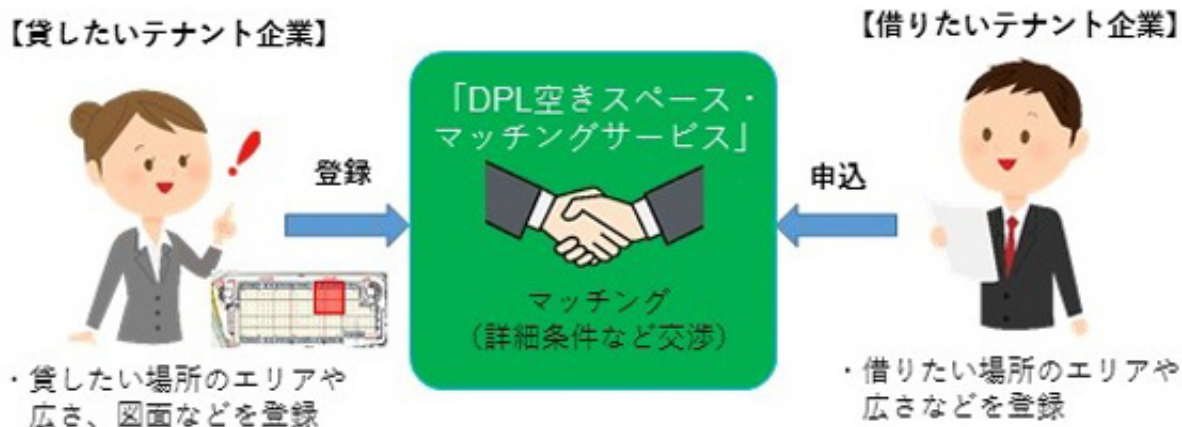 【貸したいテナント企業】
【借りたいテナント企業】
「DPL空きスペース・
マッチングサービス」
登録
申込
マッチング
（詳細条件など交渉）
・貸したい場所のエリアや
広さ、図面などを登録
・借りたい場所のエリアや
広さなどを登録